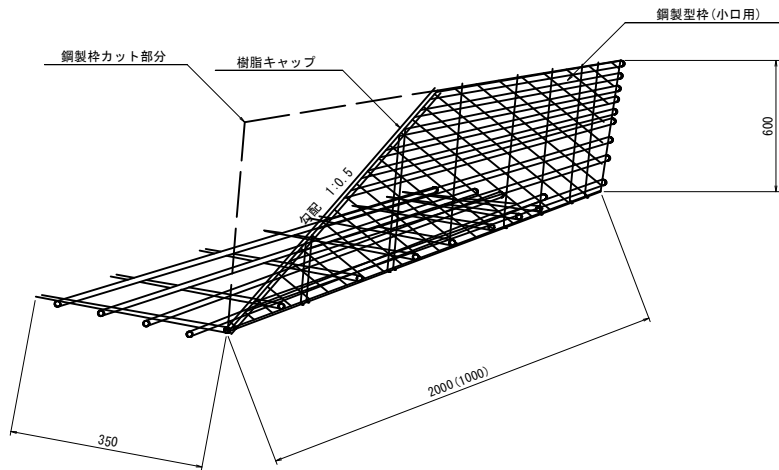 鋼製型枠(小口用)
鋼製枠カット部分
樹脂キャップ
600
勾配 1:0.5
2000(1000)
350